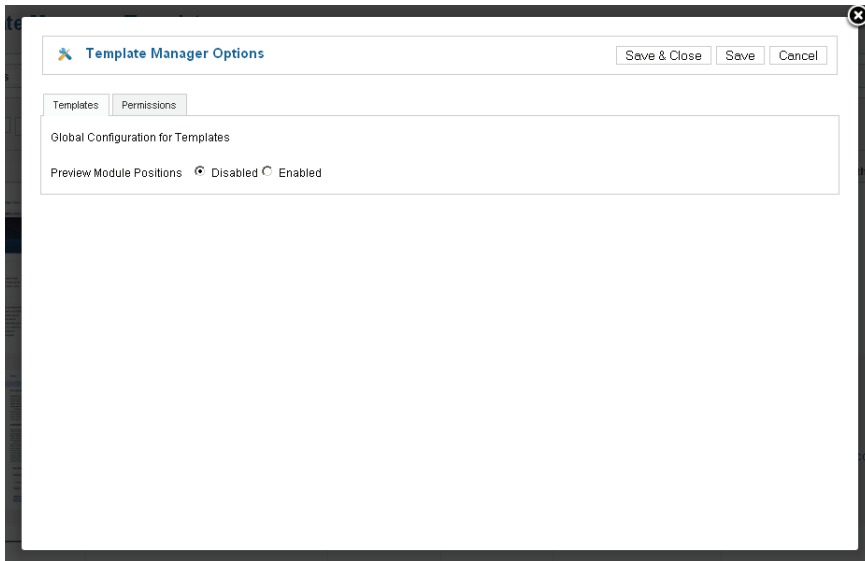 Template Manager Options
Save & Close Save Cancel
Templates Permissions
Global Configuration for Templates
Preview Module Positions Disabled Enabled